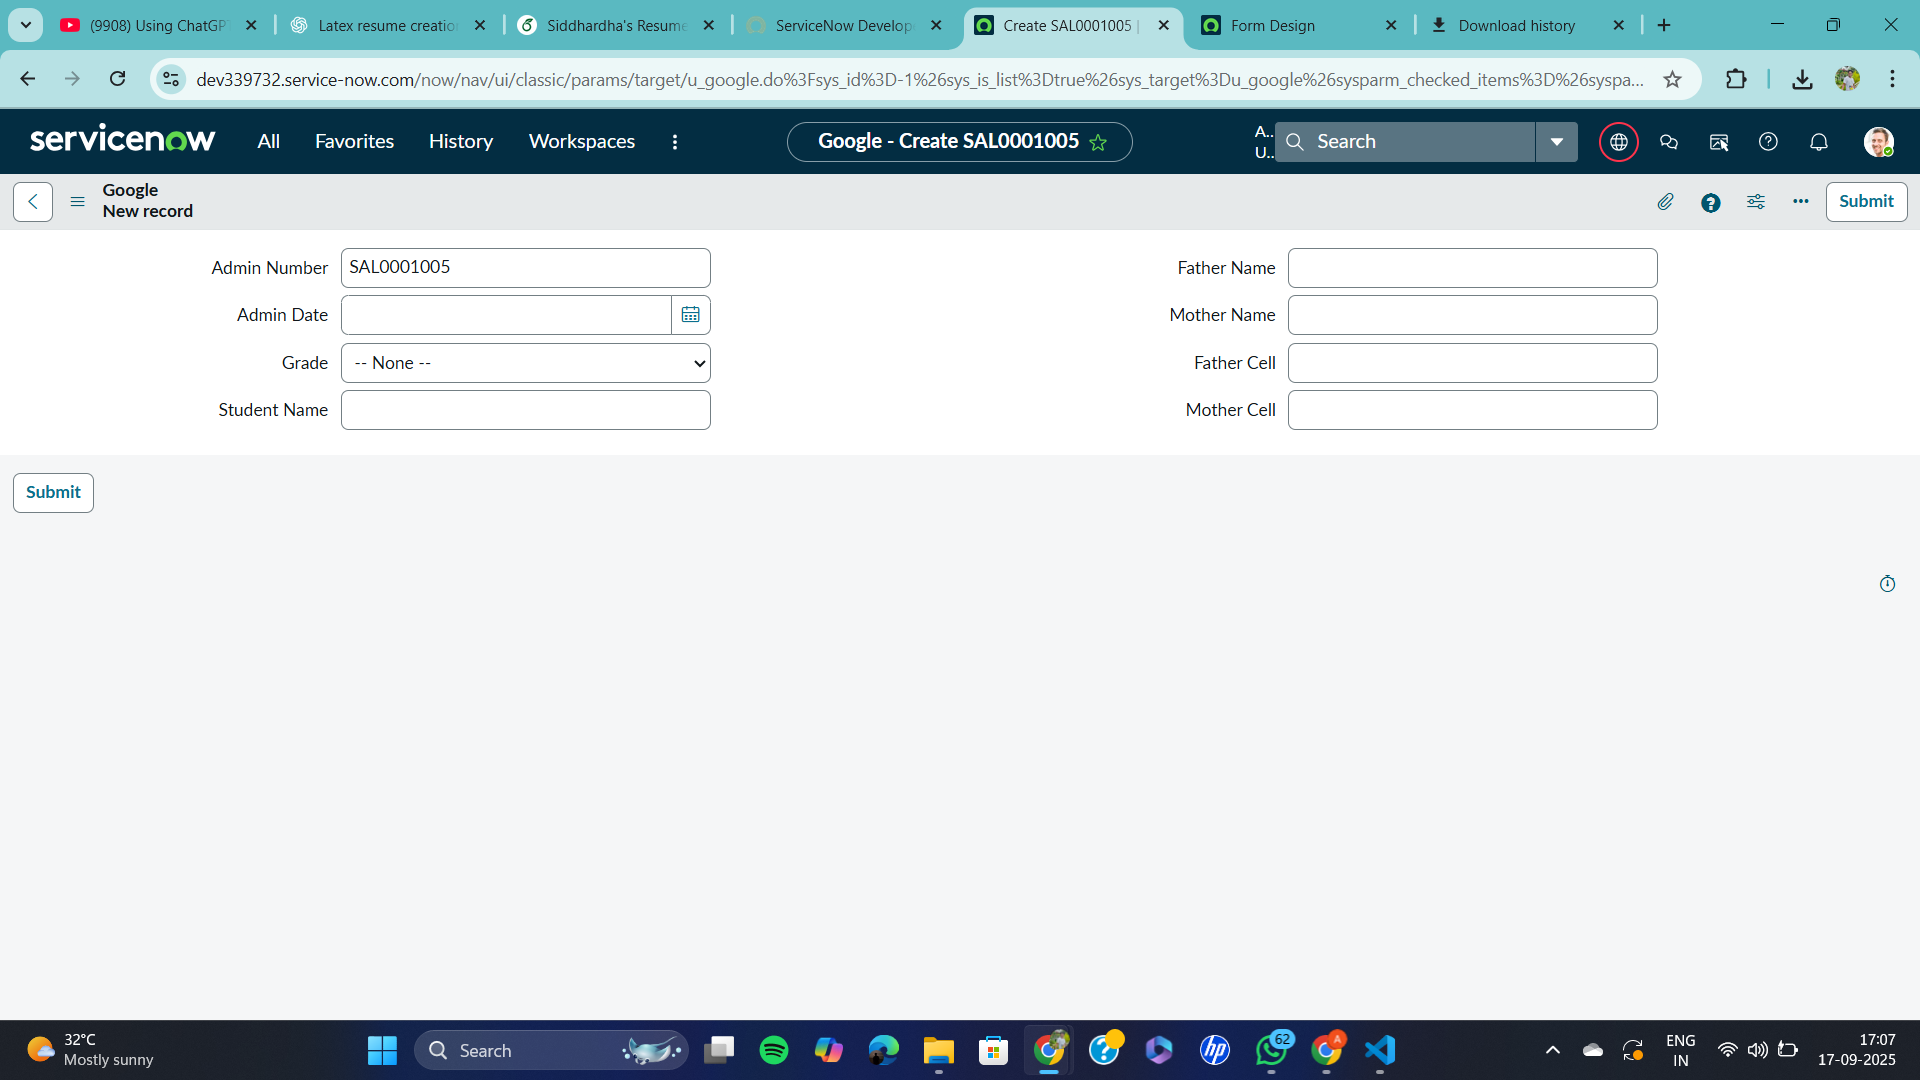 (9908) Using ChatGP
Latex resume creation
Siddhardha's Resume
ServiceNow Develop
Create SAL0001005 |
Form Design
Download history
dev339732.service-now.com/now/nav/ui/classic/params/target/u_google.do%3Fsys_id%3D-1%26sys_is_list%3Dtrue%26sys_target%3Du_google%26sysparm_checked_items%3D%26syspa...
servicenow
All
Favorites
History
Workspaces
Google - Create SAL0001005
A..
U..
Search
Google
New record
Submit
Admin Number
SAL0001005
Father Name
Admin Date
Mother Name
Grade
-- None --
Father Cell
Student Name
Mother Cell
Submit
32°C
Mostly sunny
Search
hp
62
A
ENG
IN
17:07
17-09-2025